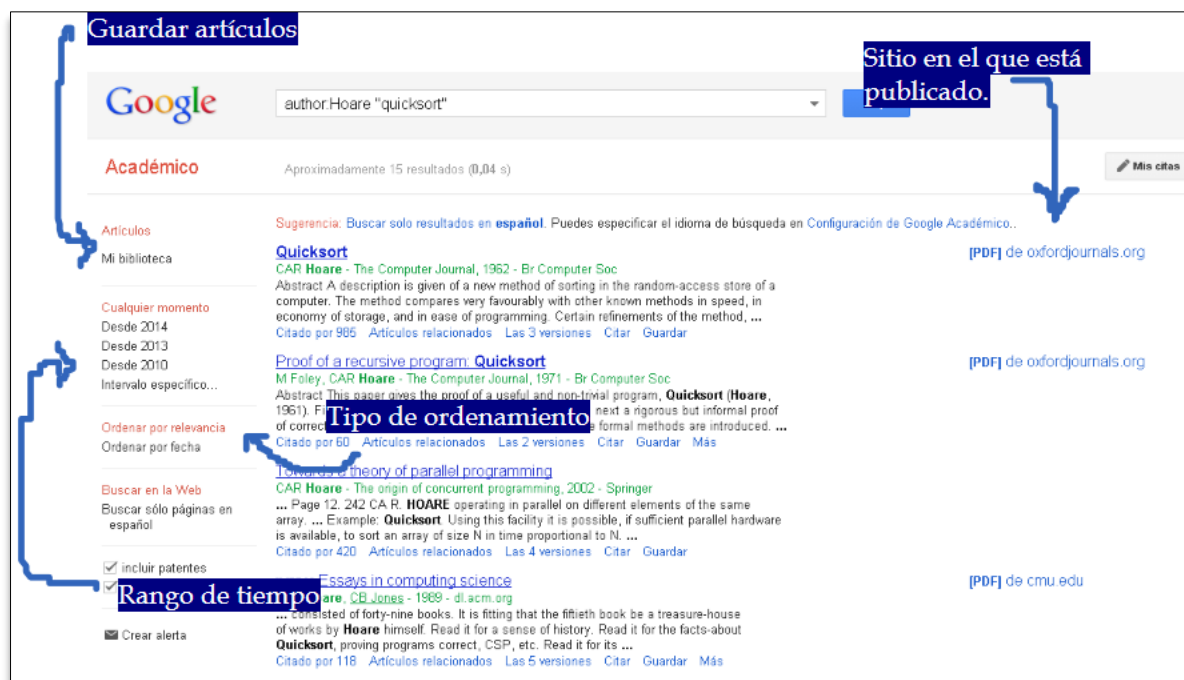 Guardar artículos
Sitio en el que está
publicado.
Google
author:Hoare "quicksort"
Académico
Aproximadamente 15 resultados (0,04 s)
Mis citas
Sugerencia: Buscar solo resultados en español. Puedes especificar el idioma de búsqueda en Configuración de Google Académico..
Artículos
Mi biblioteca
Cualquier momento
Desde 2014
Desde 2013
Desde 2010
Intervalo específico...
Ordenar por relevancia
Ordenar por fecha
Buscar en la Web
Buscar sólo páginas en
español
incluir patentes
Rango de tiempo
Crear alerta
Quicksort
CAR Hoare - The Computer Journal, 1962 - Br Computer Soc
Abstract A description is given of a new method of sorting in the random-access store of a
computer. The method compares very favourably with other known methods in speed, in
economy of storage, and in ease of programming. Certain refinements of the method, ...
Citado por 985 Artículos relacionados Las 3 versiones Citar Guardar
[PDF] de oxfordjournals.org
Proof of a recursive program: Quicksort
M Foley, CAR Hoare - The Computer Journal, 1971 - Br Computer Soc
Abstract This paper gives the proof of a useful and non-trivial program, Quicksort (Hoare,
1961). next a rigorous but informal proof
of formal methods are introduced. ...
Tipo de ordenamiento
Citado por 60 Artículos relacionados Las 2 versiones Citar Guardar Más
[PDF] de oxfordjournals.org
Towards a theory of parallel programming
CAR Hoare - The origin of concurrent programming, 2002 - Springer
... Page 12. 242 CA R. HOARE operating in parallel on different elements of the same
array. ... Example: Quicksort. Using this facility it is possible, if sufficient parallel hardware
is available, to sort an array of size N in time proportional to N. ...
Citado por 420 Artículos relacionados Las 4 versiones Citar Guardar
Essays in computing science
CB Jones - 1989 - dl.acm.org
... consisted of forty-nine books. It is fitting that the fiftieth book be a treasure-house
of works by Hoare himself. Read it for a sense of history. Read it for the facts-about
Quicksort, proving programs correct, CSP, etc. Read it for its ...
Citado por 118 Artículos relacionados Las 5 versiones Citar Guardar Más
[PDF] de cmu.edu